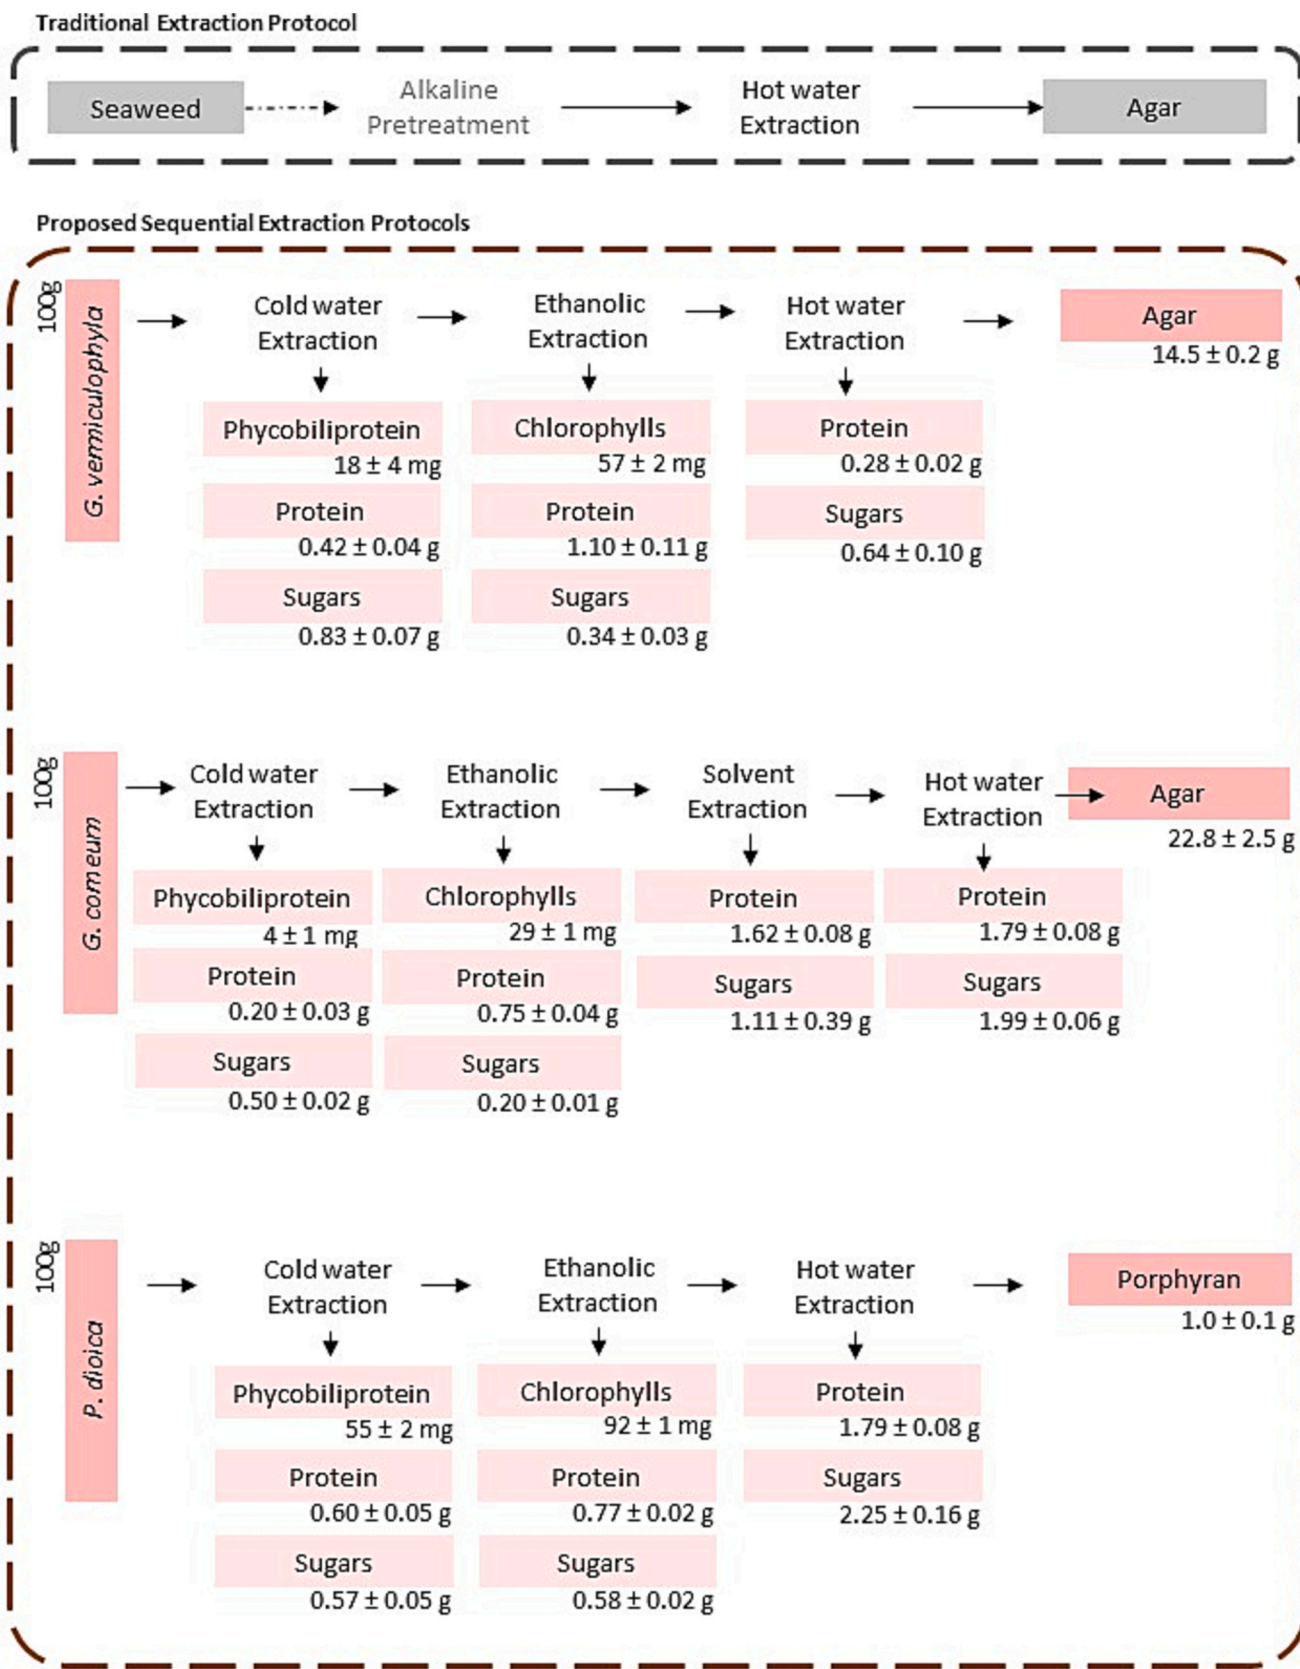 Traditional Extraction Protocol
Seaweed
Alkaline
Pretreatment
Hot water
Extraction
Agar
Proposed Sequential Extraction Protocols
100g
G. vermiculophyla
Cold water
Extraction
Phycobiliprotein
18 ± 4 mg
Protein
0.42 ± 0.04 g
Sugars
0.83 ± 0.07 g
Ethanolic
Extraction
Chlorophylls
57 ± 2 mg
Protein
1.10 ± 0.11 g
Sugars
0.34 ± 0.03 g
Hot water
Extraction
Protein
0.28 ± 0.02 g
Sugars
0.64 ± 0.10 g
Agar
14.5 ± 0.2 g
100g
G. corneum
Cold water
Extraction
Phycobiliprotein
4 ± 1 mg
Protein
0.20 ± 0.03 g
Sugars
0.50 ± 0.02 g
Ethanolic
Extraction
Chlorophylls
29 ± 1 mg
Protein
0.75 ± 0.04 g
Sugars
0.20 ± 0.01 g
Solvent
Extraction
Protein
1.62 ± 0.08 g
Sugars
1.11 ± 0.39 g
Hot water
Extraction
Protein
1.79 ± 0.08 g
Sugars
1.99 ± 0.06 g
Agar
22.8 ± 2.5 g
100g
P. dioica
Cold water
Extraction
Phycobiliprotein
55 ± 2 mg
Protein
0.60 ± 0.05 g
Sugars
0.57 ± 0.05 g
Ethanolic
Extraction
Chlorophylls
92 ± 1 mg
Protein
0.77 ± 0.02 g
Sugars
0.58 ± 0.02 g
Hot water
Extraction
Protein
1.79 ± 0.08 g
Sugars
2.25 ± 0.16 g
Porphyran
1.0 ± 0.1 g